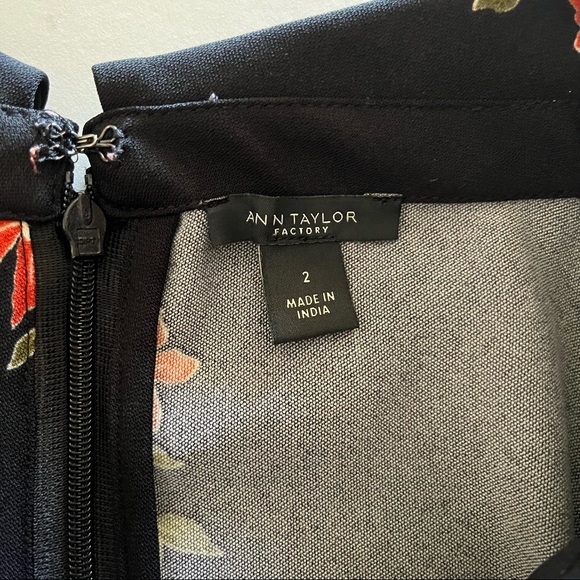 ANN TAYLOR
FACTORY
2
MADE IN
INDIA